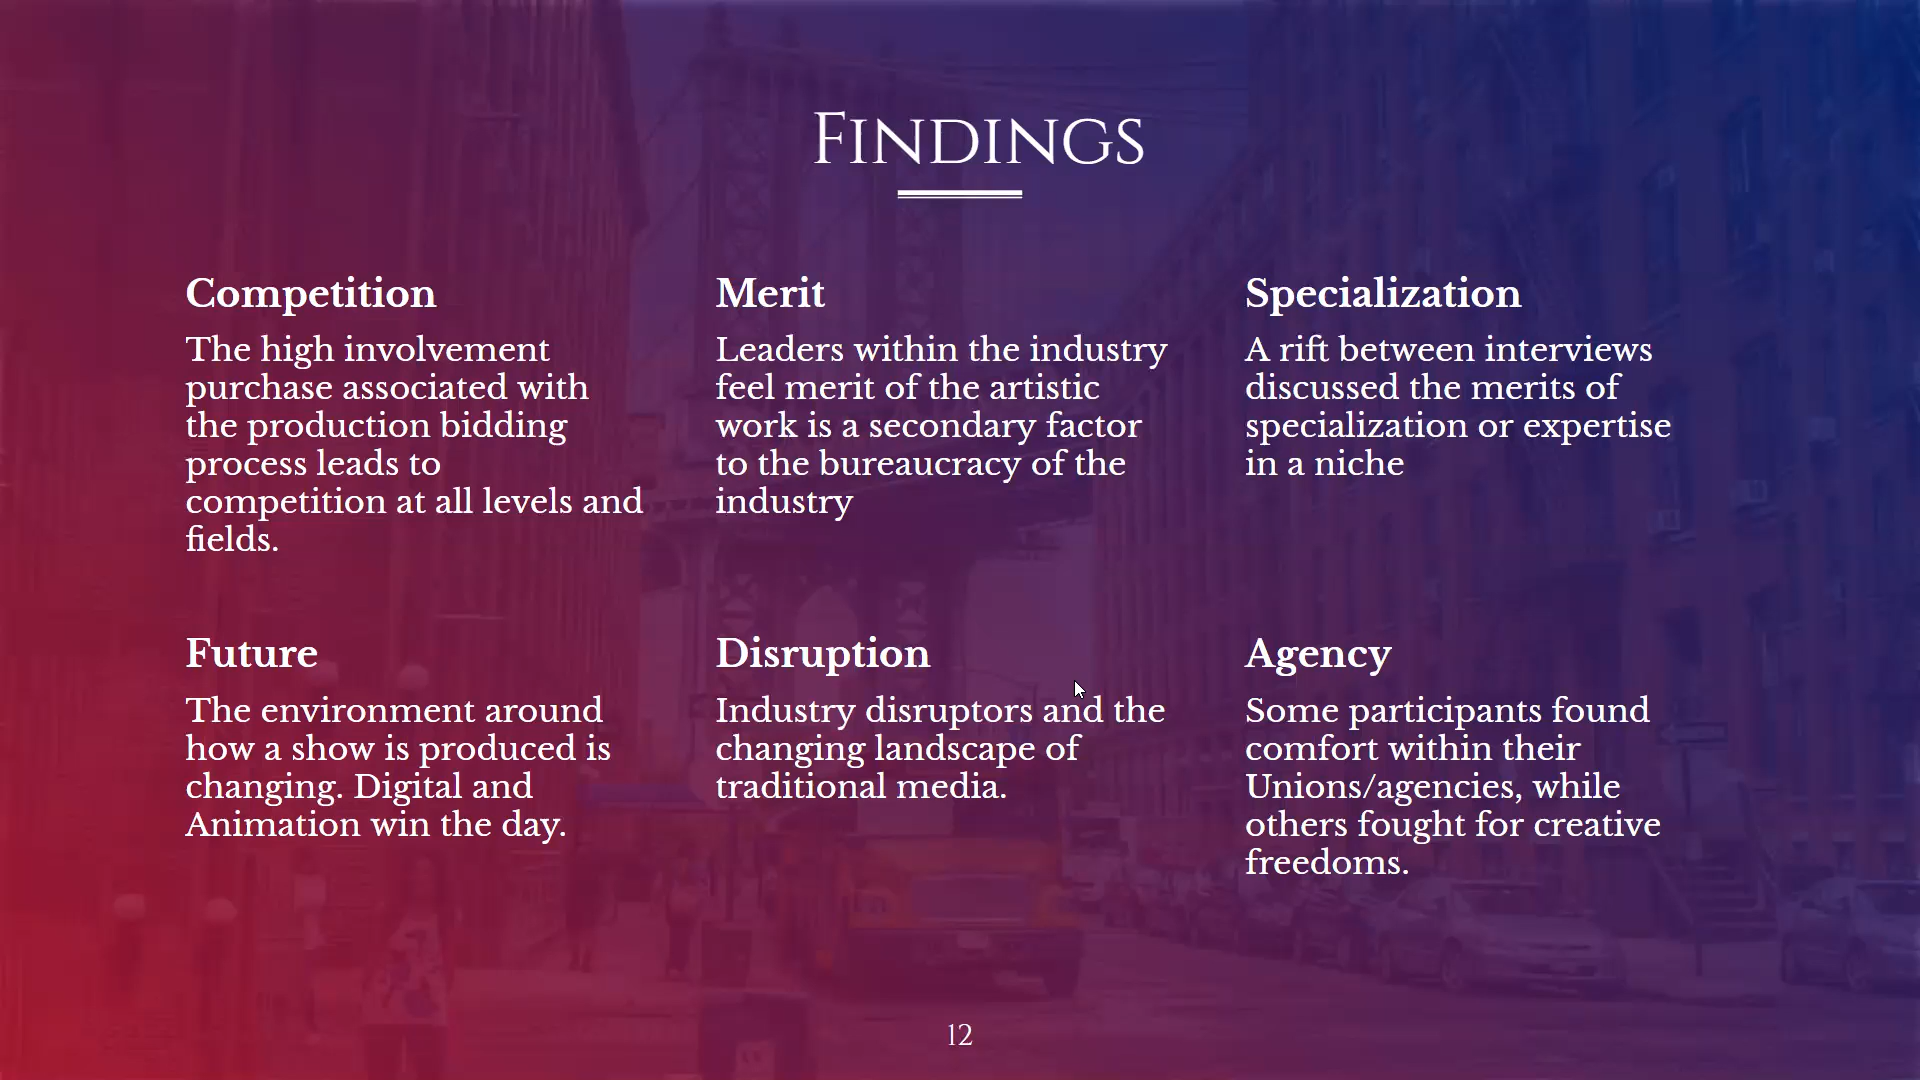 FINDINGS
Competition
The high involvement
purchase associated with
the production bidding
process leads to
competition at all levels and
fields.
Merit
Leaders within the industry
feel merit of the artistic
work is a secondary factor
to the bureaucracy of the
industry
Specialization
A rift between interviews
discussed the merits of
specialization or expertise
in a niche
Future
The environment around
how a show is produced is
changing. Digital and
Animation win the day.
Disruption
Industry disruptors and the
changing landscape of
traditional media.
Agency
Some participants found
comfort within their
Unions/agencies, while
others fought for creative
freedoms.
12